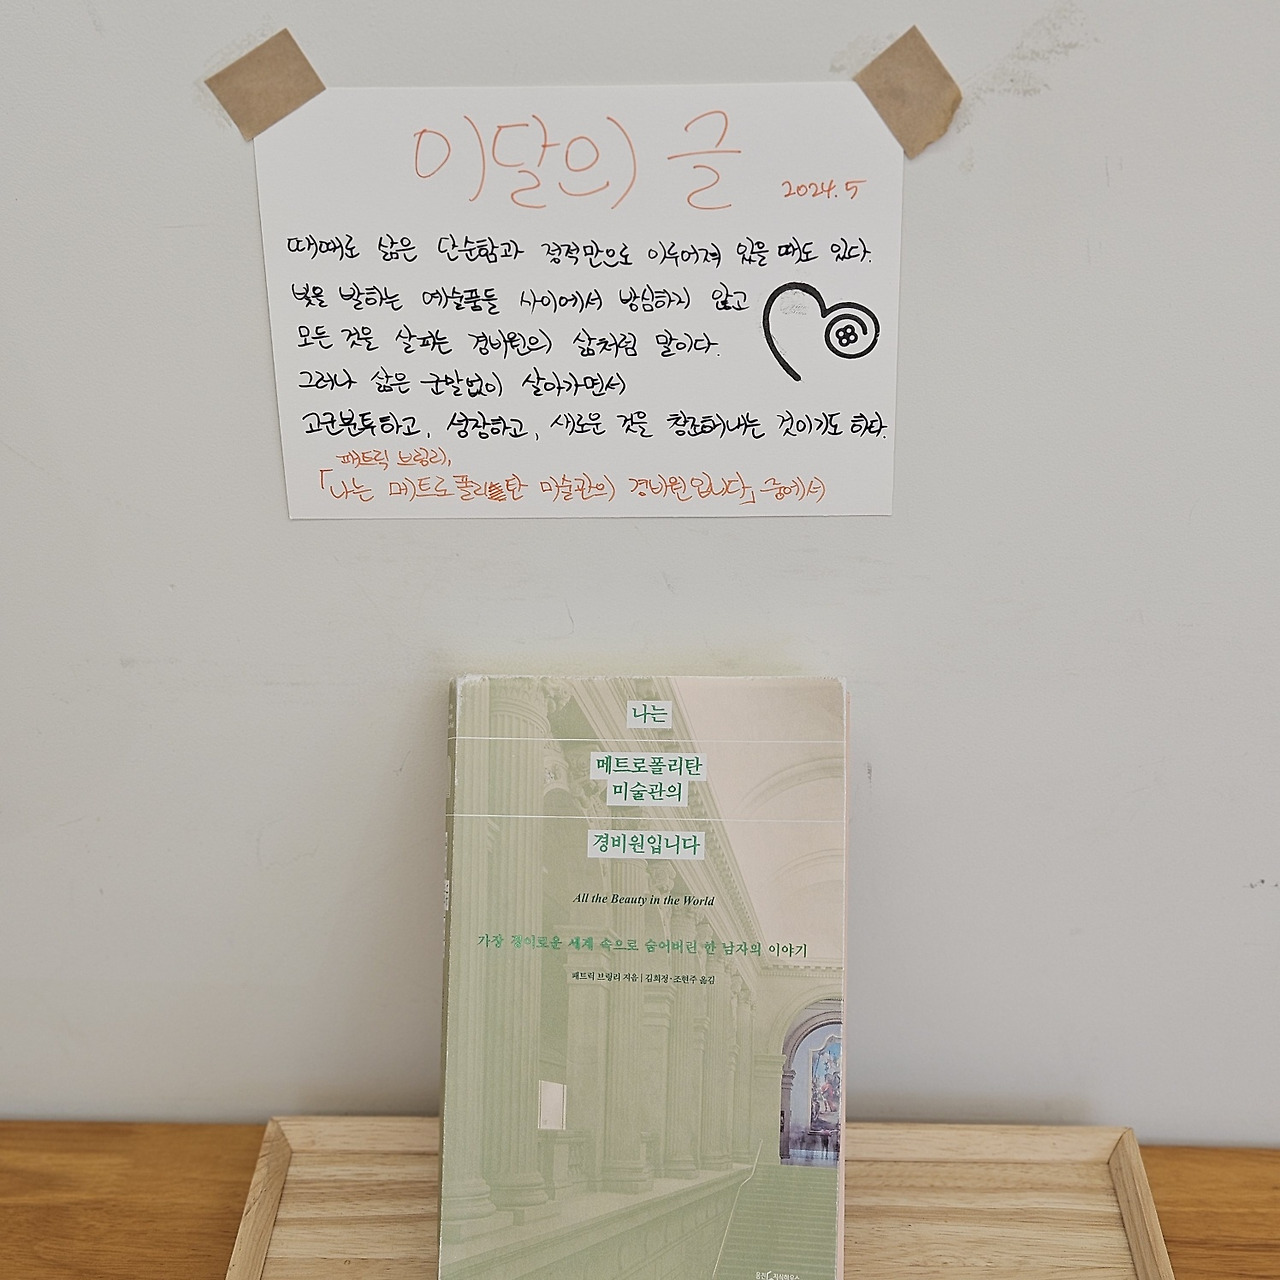 이달의 글
2024. 5
때때로 삶은 단순함과 정적만으로 이루어져 있을 때도 있다.
빛을 발하는 예술품들 사이에서 방심하지 않고
모든 것을 살피는 경비원의 삶처럼 말이다.
그러나 삶은 군말없이 살아가면서
고군분투하고, 성장하고, 새로운 것을 창조해내는 것이기도 하다.
패트릭 브링리,
「나는 메트로폴리탄 미술관의 경비원입니다」 중에서
나는
메트로폴리탄
미술관의
경비원입니다
All the Beauty in the World
가장 경이로운 세계 속으로 숨어버린 한 남자의 이야기
패트릭 브링리 지음 | 김희정·조현주 옮김
웅진 지식하우스